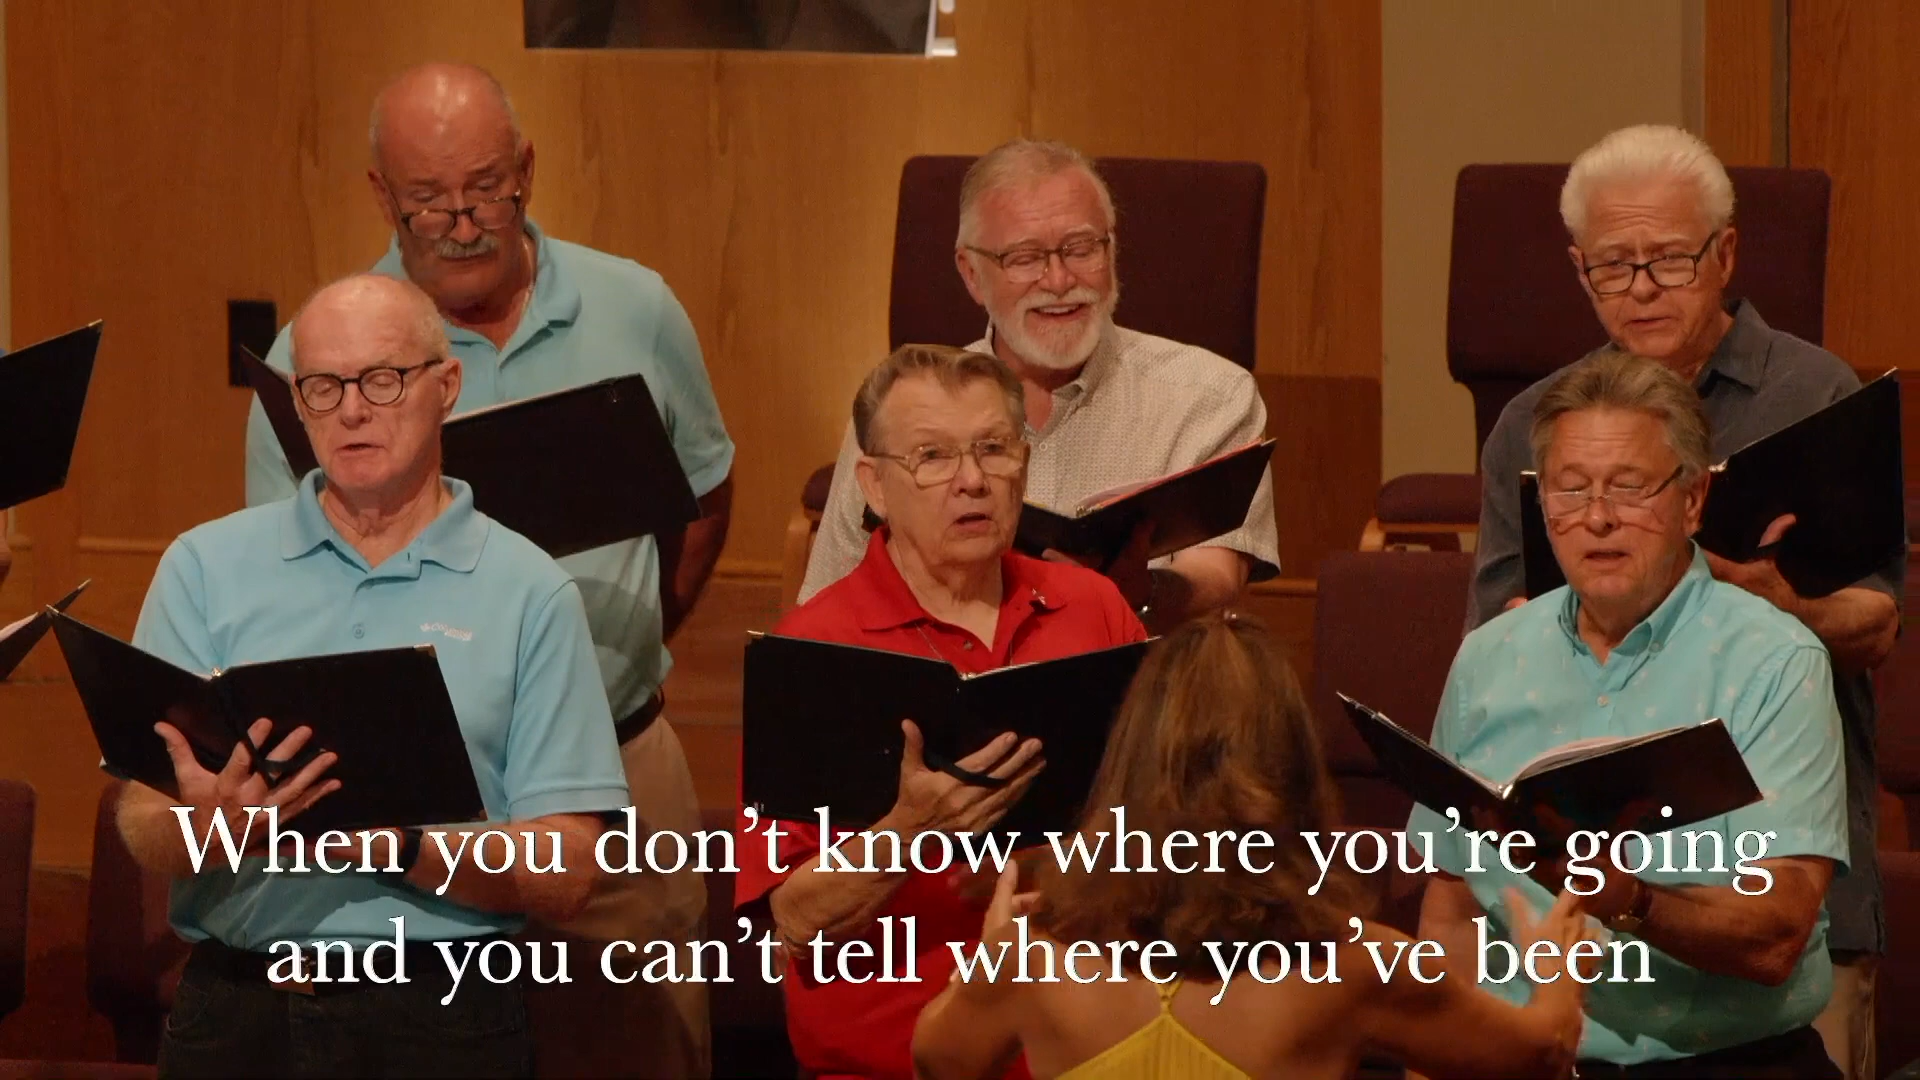 When you don’t know where you’re going
and you can’t tell where you’ve been